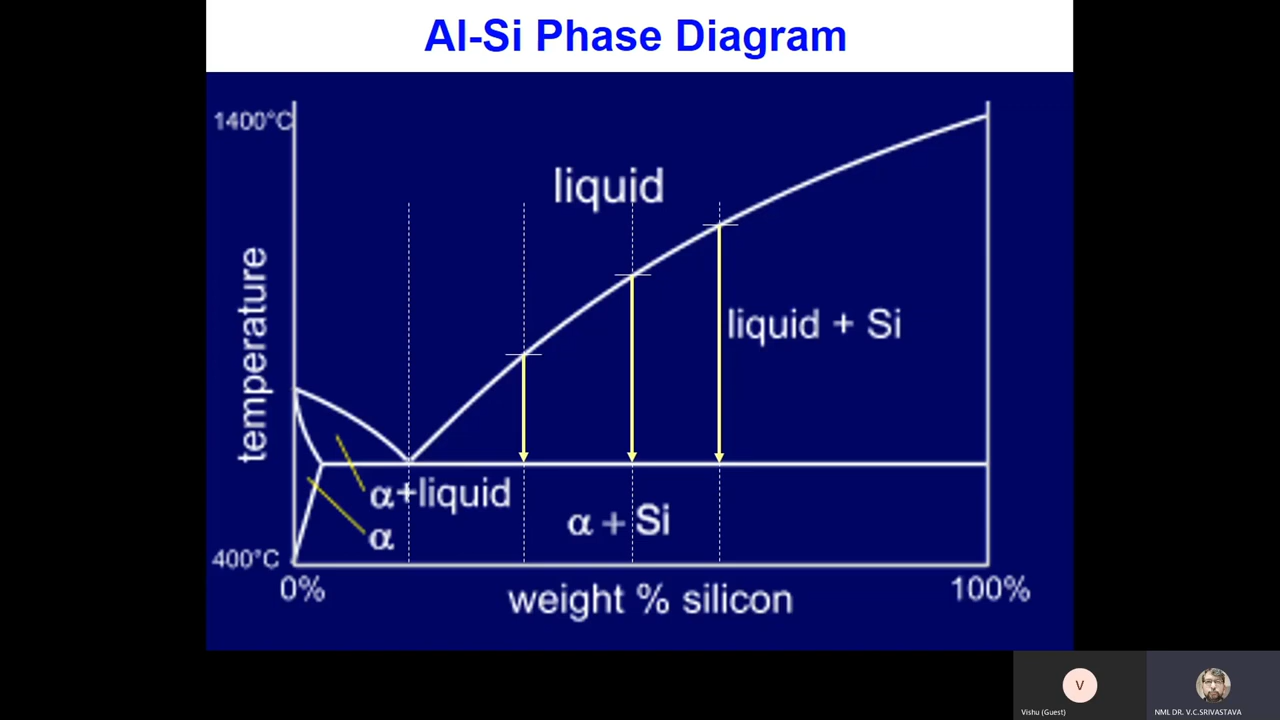 Al-Si Phase Diagram
1400°C
liquid
temperature
liquid + Si
α+liquid
α + Si
α
400°C
0%
100%
weight % silicon
V
Vishu (Guest)
NML DR. V.C.SRIVASTAVA